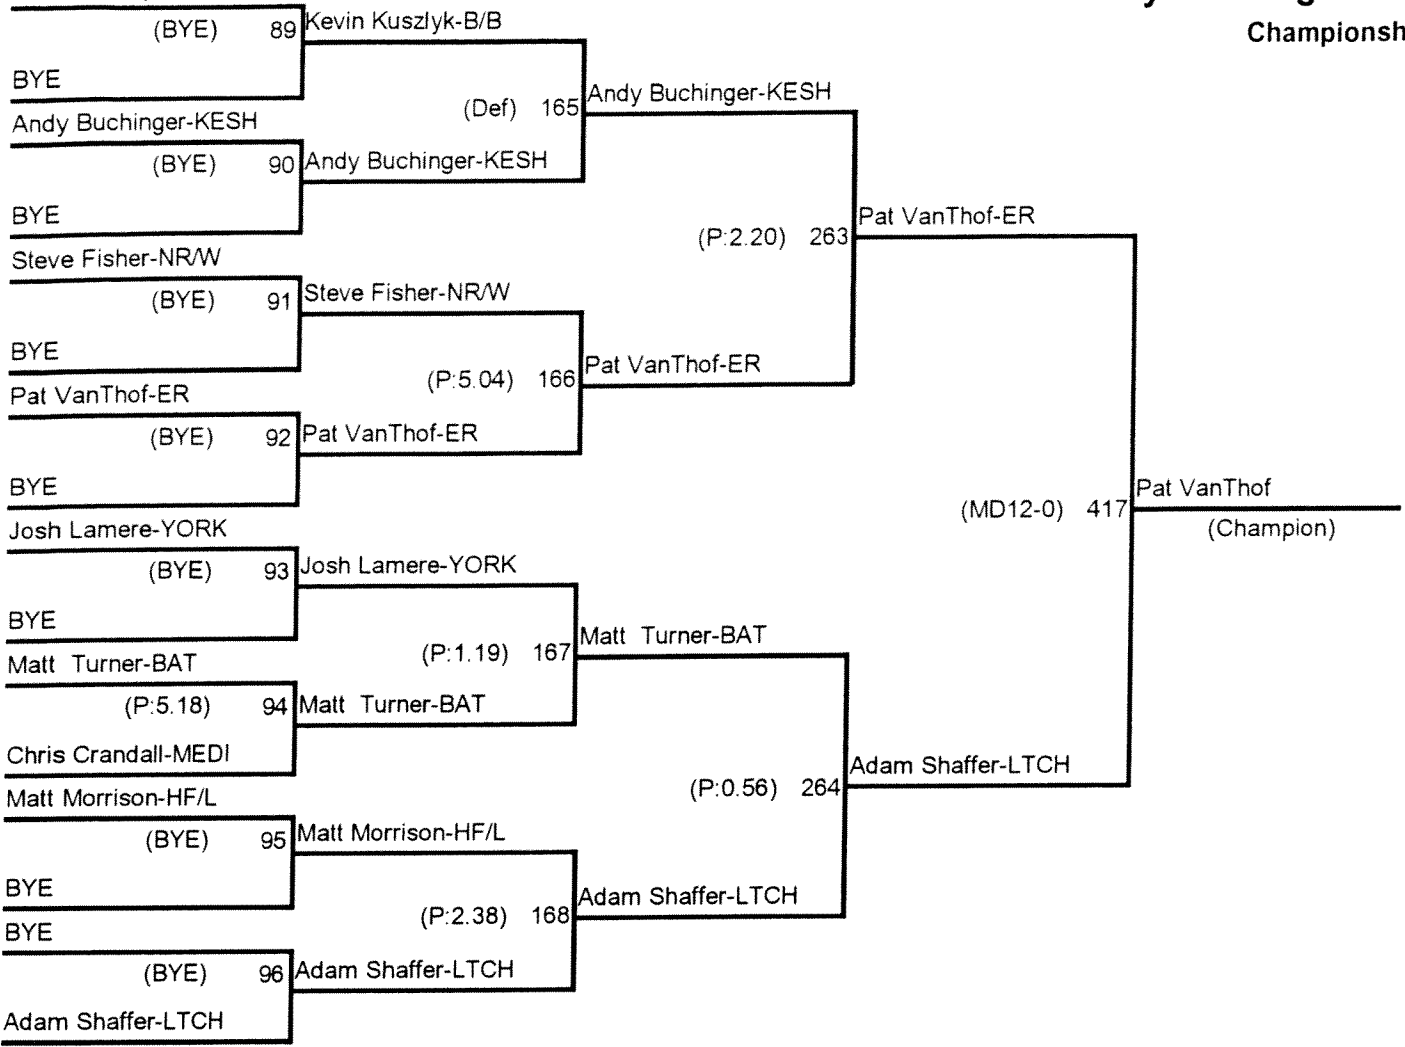 Championsh
(BYE) 89 Kevin Kuszlyk-B/B
BYE
(Def) 165 Andy Buchinger-KESH
Andy Buchinger-KESH
(BYE) 90 Andy Buchinger-KESH
BYE
(P:2.20) 263 Pat VanThof-ER
Steve Fisher-NR/W
(BYE) 91 Steve Fisher-NR/W
BYE
(P:5.04) 166 Pat VanThof-ER
Pat VanThof-ER
(BYE) 92 Pat VanThof-ER
BYE
(MD12-0) 417 Pat VanThof
(Champion)
Josh Lamere-YORK
(BYE) 93 Josh Lamere-YORK
BYE
(P:1.19) 167 Matt Turner-BAT
Matt Turner-BAT
(P:5.18) 94 Matt Turner-BAT
Chris Crandall-MEDI
(P:0.56) 264 Adam Shaffer-LTCH
Matt Morrison-HF/L
(BYE) 95 Matt Morrison-HF/L
BYE
(P:2.38) 168 Adam Shaffer-LTCH
BYE
(BYE) 96 Adam Shaffer-LTCH
Adam Shaffer-LTCH